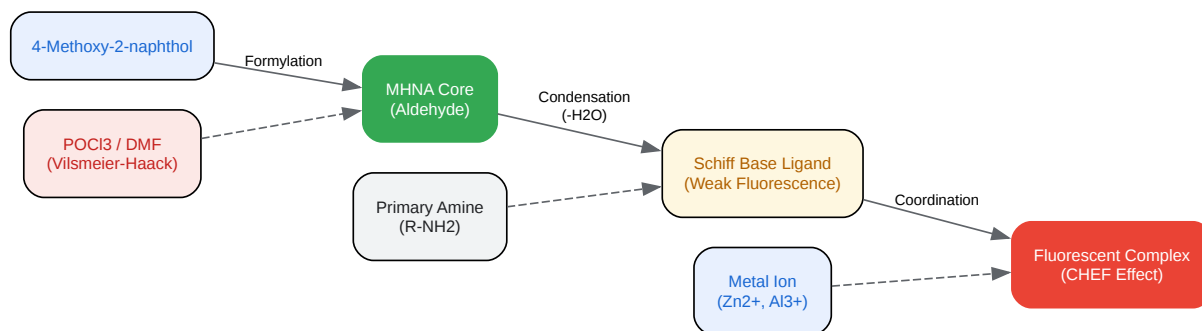 4-Methoxy-2-naphthol
Formylation
POCl3 / DMF
(Vilsmeier-Haack)
MHNA Core
(Aldehyde)
Condensation
(-H2O)
Primary Amine
(R-NH2)
Schiff Base Ligand
(Weak Fluorescence)
Coordination
Metal Ion
(Zn2+, Al3+)
Fluorescent Complex
(CHEF Effect)